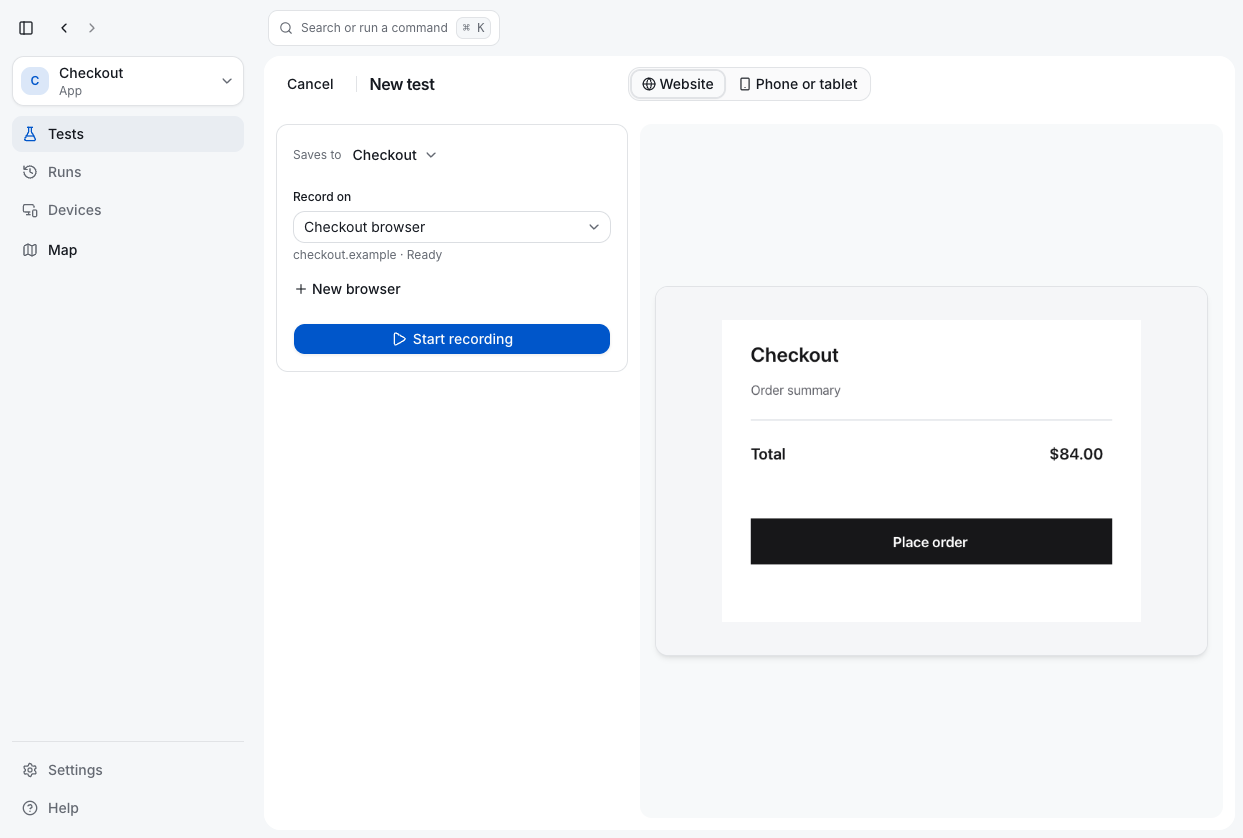 Search or run a command ⌘ K
C Checkout
App
Cancel New test Website Phone or tablet
Tests
Runs
Devices
Map
Saves to Checkout
Record on
Checkout browser
checkout.example · Ready
+ New browser
Start recording
Checkout
Order summary
Total $84.00
Place order
Settings
Help